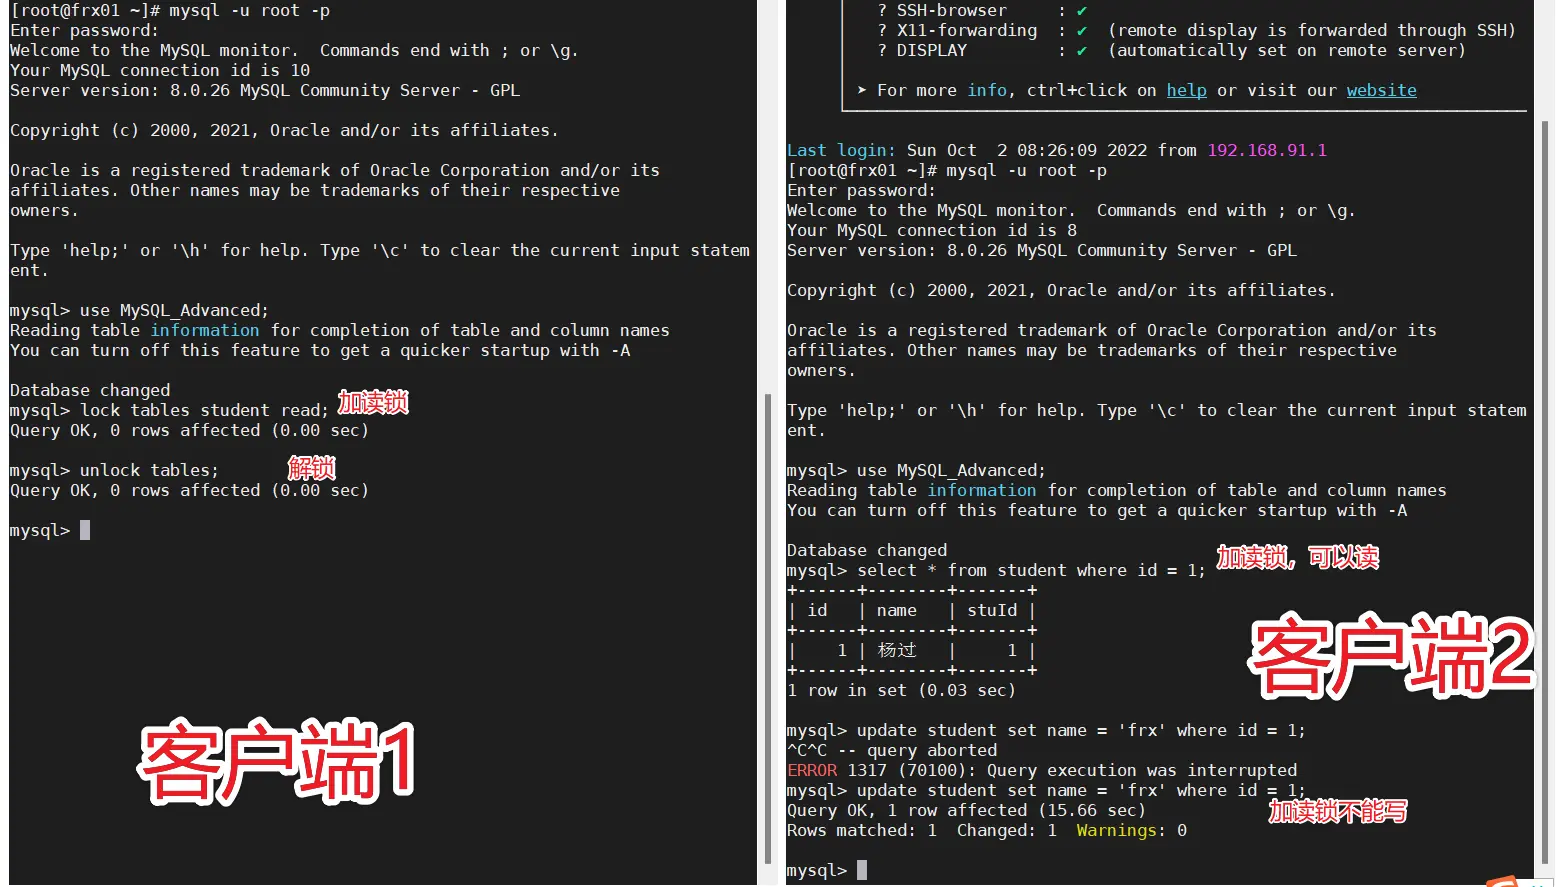 [root@frx01 ~]# mysql -u root -p
Enter password:
Welcome to the MySQL monitor.  Commands end with ; or \g.
Your MySQL connection id is 10
Server version: 8.0.26 MySQL Community Server - GPL
Copyright (c) 2000, 2021, Oracle and/or its affiliates.
Oracle is a registered trademark of Oracle Corporation and/or its
affiliates. Other names may be trademarks of their respective
owners.
Type 'help;' or '\h' for help. Type '\c' to clear the current input statem
ent.
mysql> use MySQL_Advanced;
Reading table information for completion of table and column names
You can turn off this feature to get a quicker startup with -A
Database changed
mysql> lock tables student read; 加读锁
Query OK, 0 rows affected (0.00 sec)
mysql> unlock tables; 解锁
Query OK, 0 rows affected (0.00 sec)
mysql>
客户端1
? SSH-browser     : ✔
? X11-forwarding  : ✔  (remote display is forwarded through SSH)
? DISPLAY         : ✔  (automatically set on remote server)
➤ For more info, ctrl+click on help or visit our website
Last login: Sun Oct  2 08:26:09 2022 from 192.168.91.1
[root@frx01 ~]# mysql -u root -p
Enter password:
Welcome to the MySQL monitor.  Commands end with ; or \g.
Your MySQL connection id is 8
Server version: 8.0.26 MySQL Community Server - GPL
Copyright (c) 2000, 2021, Oracle and/or its affiliates.
Oracle is a registered trademark of Oracle Corporation and/or its
affiliates. Other names may be trademarks of their respective
owners.
Type 'help;' or '\h' for help. Type '\c' to clear the current input statem
ent.
mysql> use MySQL_Advanced;
Reading table information for completion of table and column names
You can turn off this feature to get a quicker startup with -A
Database changed
mysql> select * from student where id = 1; 加读锁，可以读
+------+--------+-------+
| id   | name   | stuId |
+------+--------+-------+
|    1 | 杨过   |     1 |
+------+--------+-------+
1 row in set (0.03 sec)
客户端2
mysql> update student set name = 'frx' where id = 1;
^C^C -- query aborted
ERROR 1317 (70100): Query execution was interrupted
mysql> update student set name = 'frx' where id = 1;
Query OK, 1 row affected (15.66 sec) 加读锁不能写
Rows matched: 1  Changed: 1  Warnings: 0
mysql>